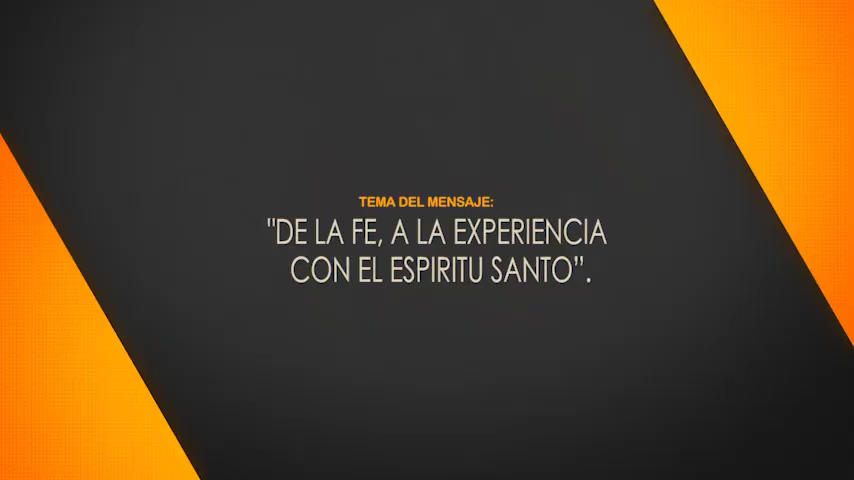 TEMA DEL MENSAJE:
"DE LA FE, A LA EXPERIENCIA
CON EL ESPIRITU SANTO”.